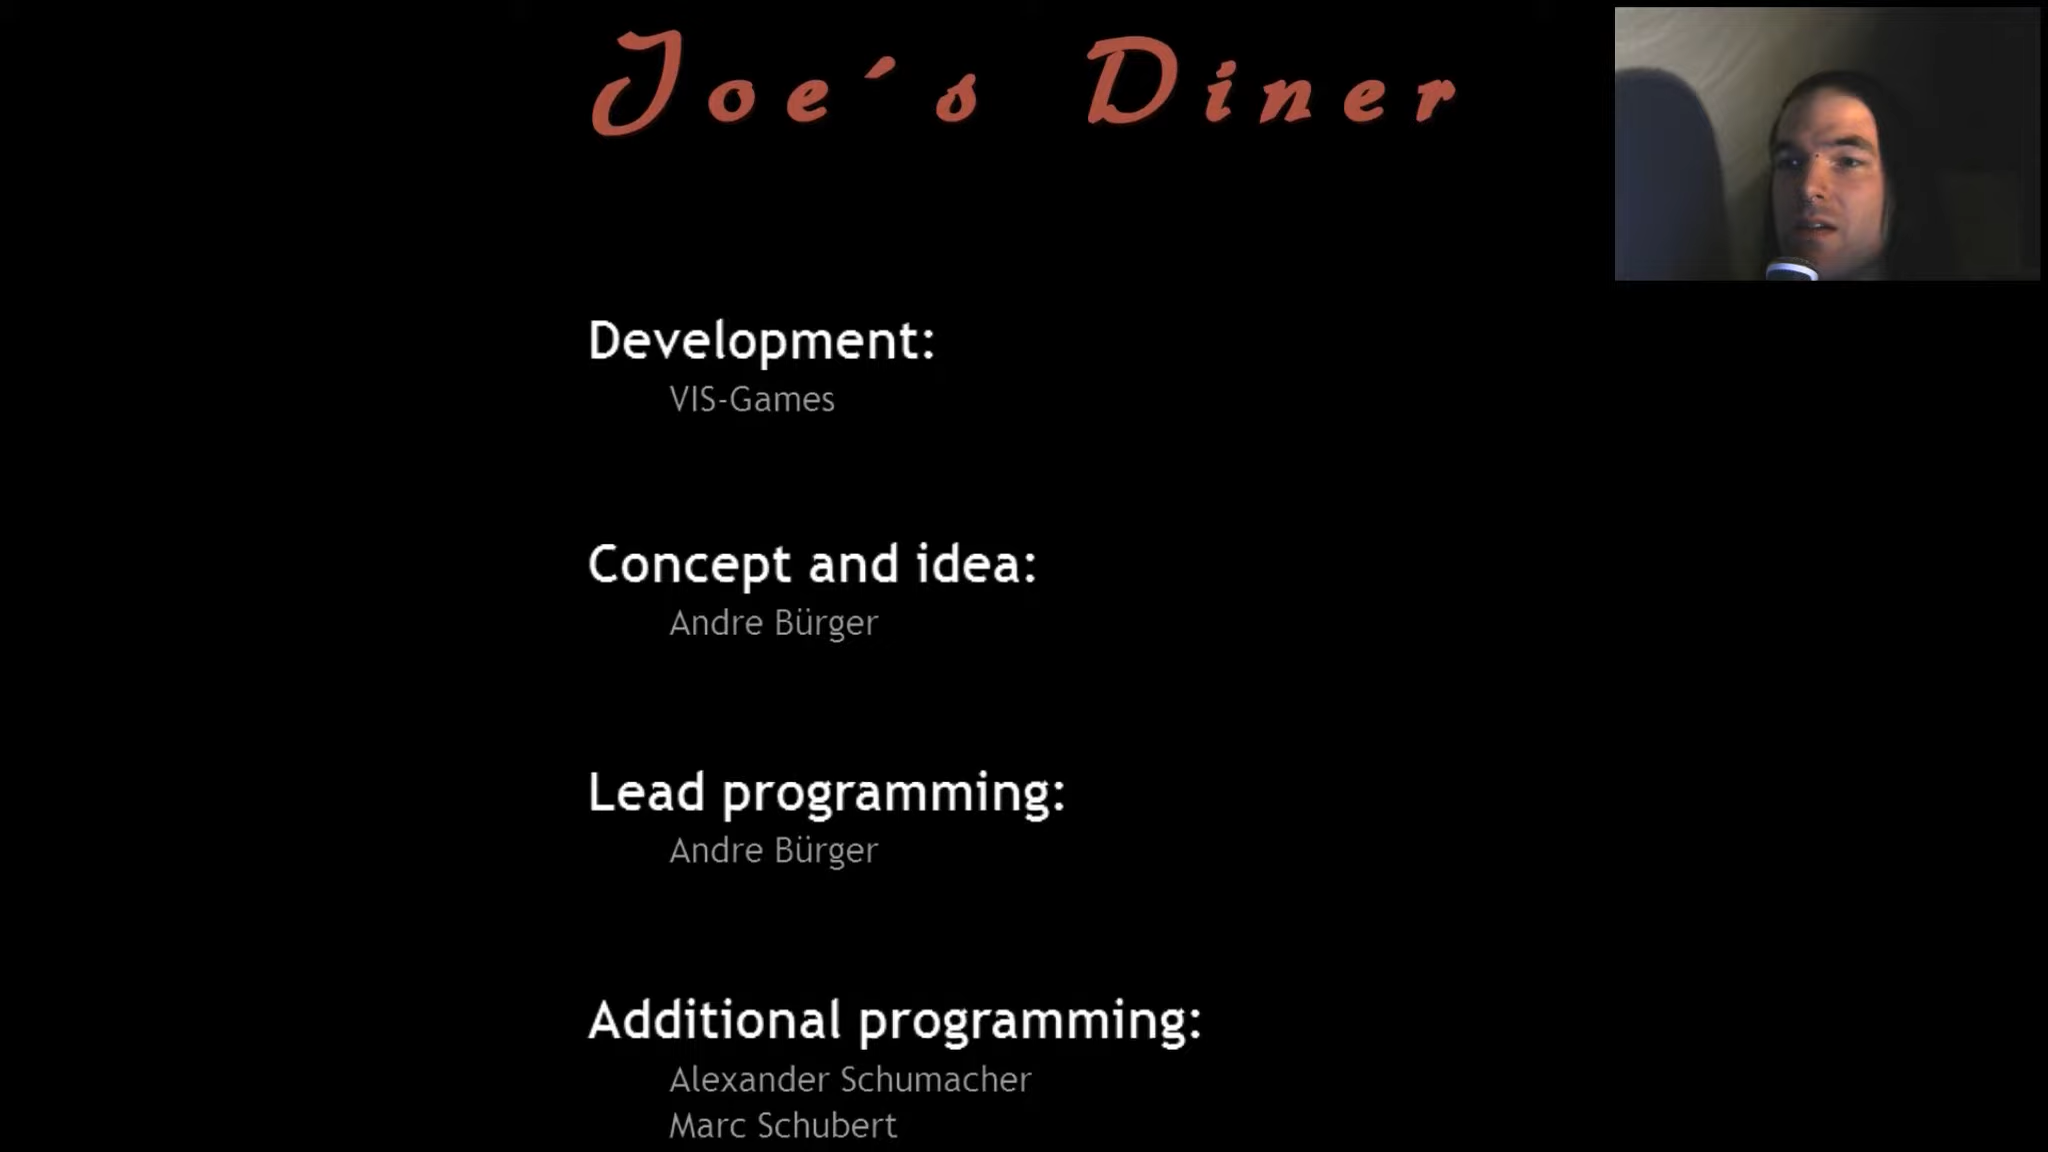 Joe´s Diner
Development:
VIS-Games
Concept and idea:
Andre Bürger
Lead programming:
Andre Bürger
Additional programming:
Alexander Schumacher
Marc Schubert